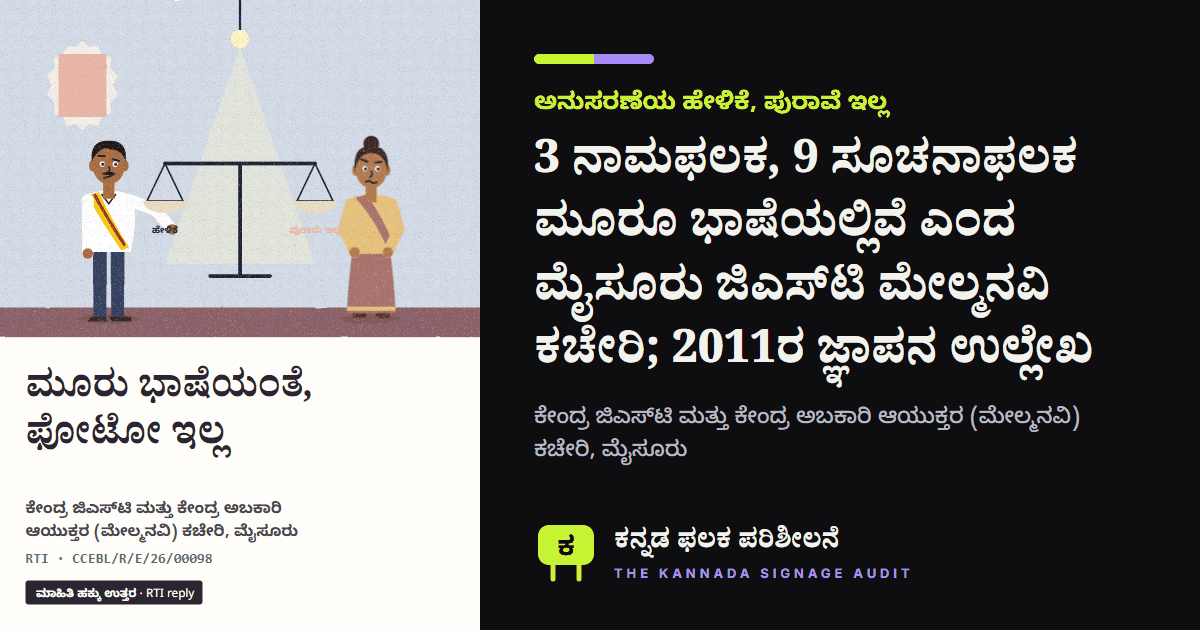 ಹೇಳಿಕೆ
ಪುರಾವೆ: ಇಲ್ಲ
ಮೂರು ಭಾಷೆಯಂತೆ,
ಫೋಟೋ ಇಲ್ಲ
ಕೇಂದ್ರ ಜಿಎಸ್‌ಟಿ ಮತ್ತು ಕೇಂದ್ರ ಅಬಕಾರಿ
ಆಯುಕ್ತರ (ಮೇಲ್ಮನವಿ) ಕಚೇರಿ, ಮೈಸೂರು
RTI · CCEBL/R/E/26/00098
ಮಾಹಿತಿ ಹಕ್ಕು ಉತ್ತರ · RTI reply
ಅನುಸರಣೆಯ ಹೇಳಿಕೆ, ಪುರಾವೆ ಇಲ್ಲ
3 ನಾಮಫಲಕ, 9 ಸೂಚನಾಫಲಕ
ಮೂರೂ ಭಾಷೆಯಲ್ಲಿವೆ ಎಂದ
ಮೈಸೂರು ಜಿಎಸ್‌ಟಿ ಮೇಲ್ಮನವಿ
ಕಚೇರಿ; 2011ರ ಜ್ಞಾಪನ ಉಲ್ಲೇಖ
ಕೇಂದ್ರ ಜಿಎಸ್‌ಟಿ ಮತ್ತು ಕೇಂದ್ರ ಅಬಕಾರಿ ಆಯುಕ್ತರ (ಮೇಲ್ಮನವಿ)
ಕಚೇರಿ, ಮೈಸೂರು
ಕ
ಕನ್ನಡ ಫಲಕ ಪರಿಶೀಲನೆ
THE KANNADA SIGNAGE AUDIT